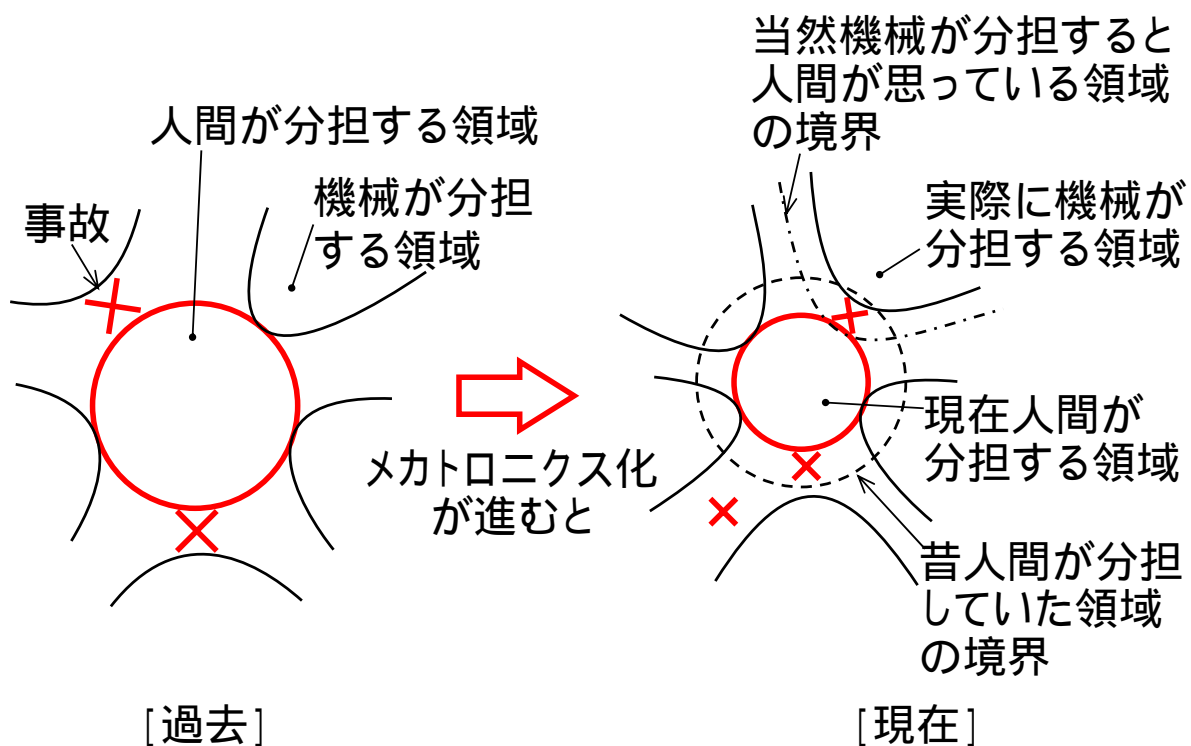 人間が分担する領域
事故
機械が分担
する領域
メカトロニクス化
が進むと
[過去]
当然機械が分担すると
人間が思っている領域
の境界
実際に機械が
分担する領域
現在人間が
分担する領域
昔人間が分担
していた領域
の境界
[現在]